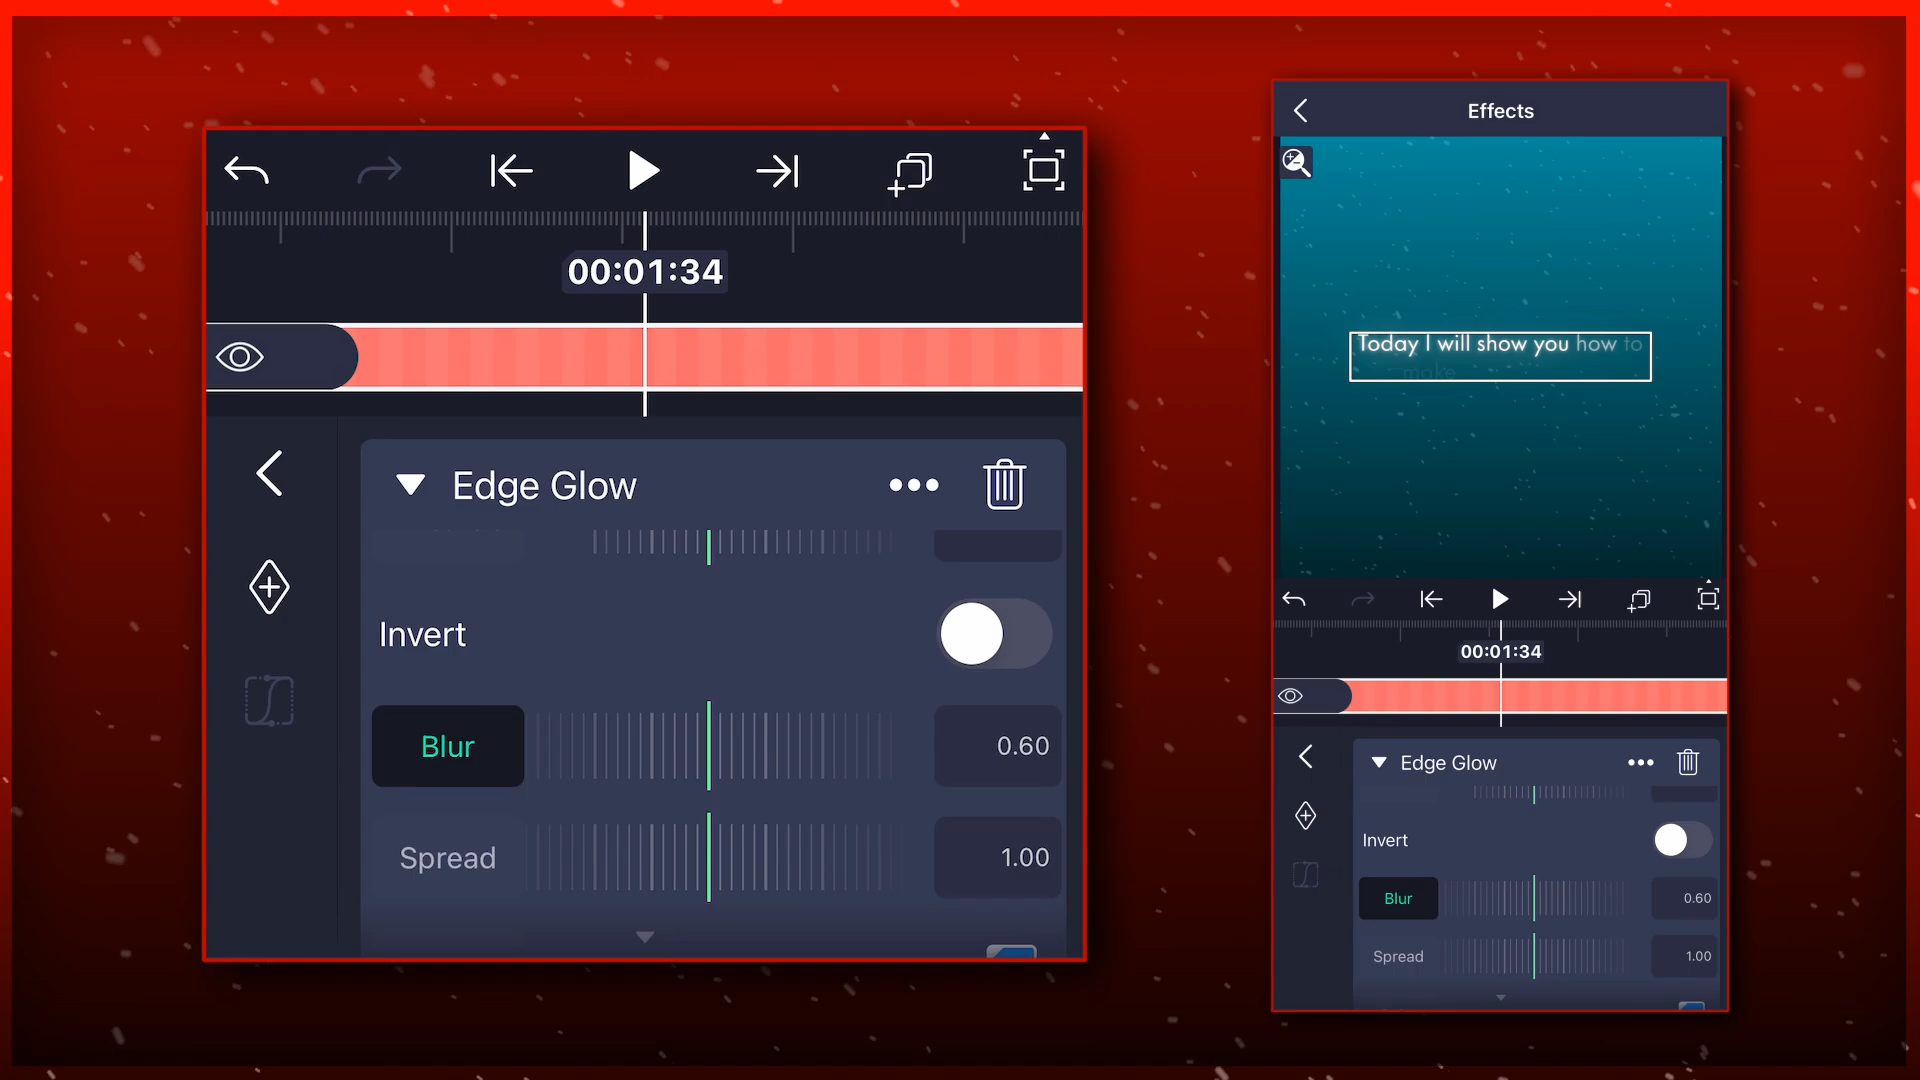 00:01:34
Edge Glow
Invert
Blur
0.60
Spread
1.00
Effects
Today I will show you how to
make
00:01:34
Edge Glow
Invert
Blur
0.60
Spread
1.00